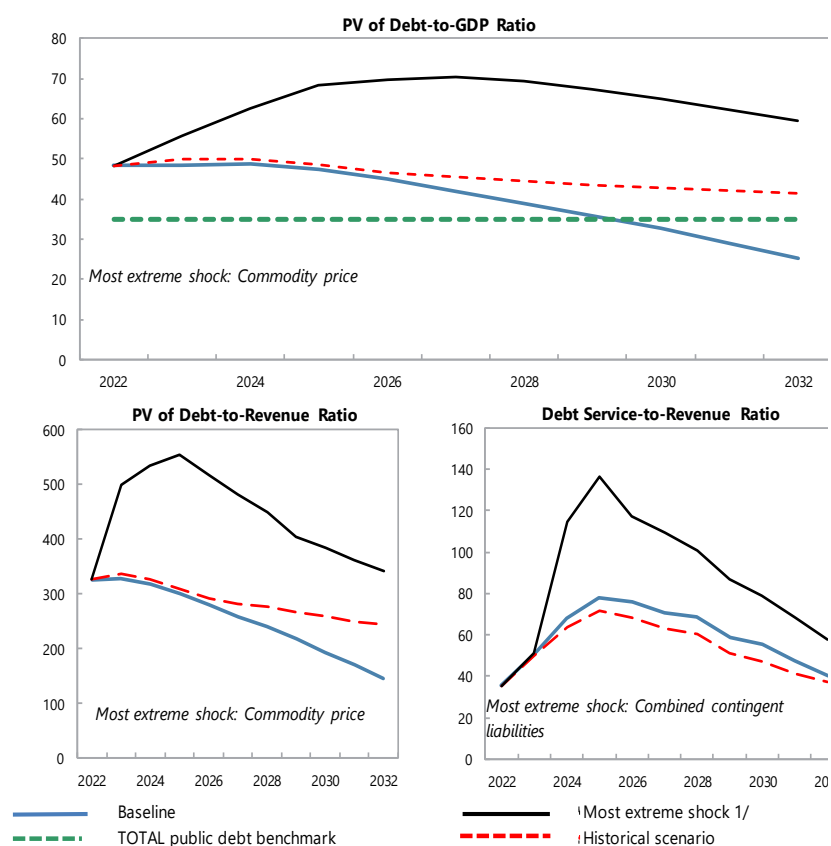 PV of Debt-to-GDP Ratio
80
70
60
50
40
30
20
10
0
Most extreme shock: Commodity price
2022 2024 2026 2028 2030 2032
PV of Debt-to-Revenue Ratio
600
500
400
300
200
100
0
Most extreme shock: Commodity price
2022 2024 2026 2028 2030 2032
Debt Service-to-Revenue Ratio
160
140
120
100
80
60
40
20
0
Most extreme shock: Combined contingent
liabilities
2022 2024 2026 2028 2030
Baseline
Most extreme shock 1/
TOTAL public debt benchmark
Historical scenario